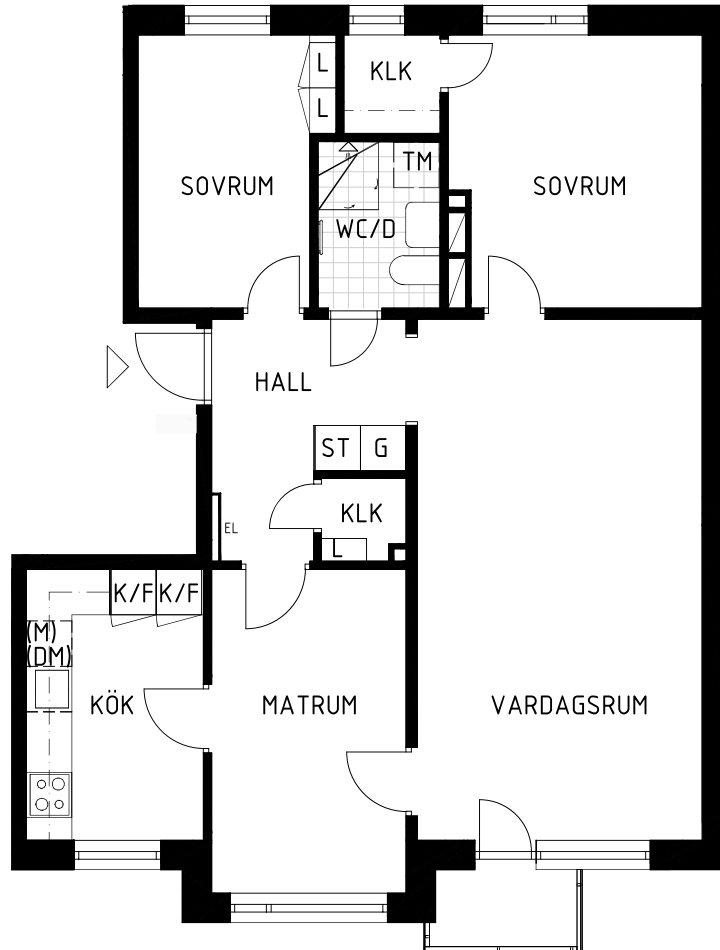 L
KLK
L
TM
SOVRUM
SOVRUM
WC/D
HALL
ST
G
KLK
EL
L
K/F
K/F
(M)
(DM)
KÖK
MATRUM
VARDAGSRUM